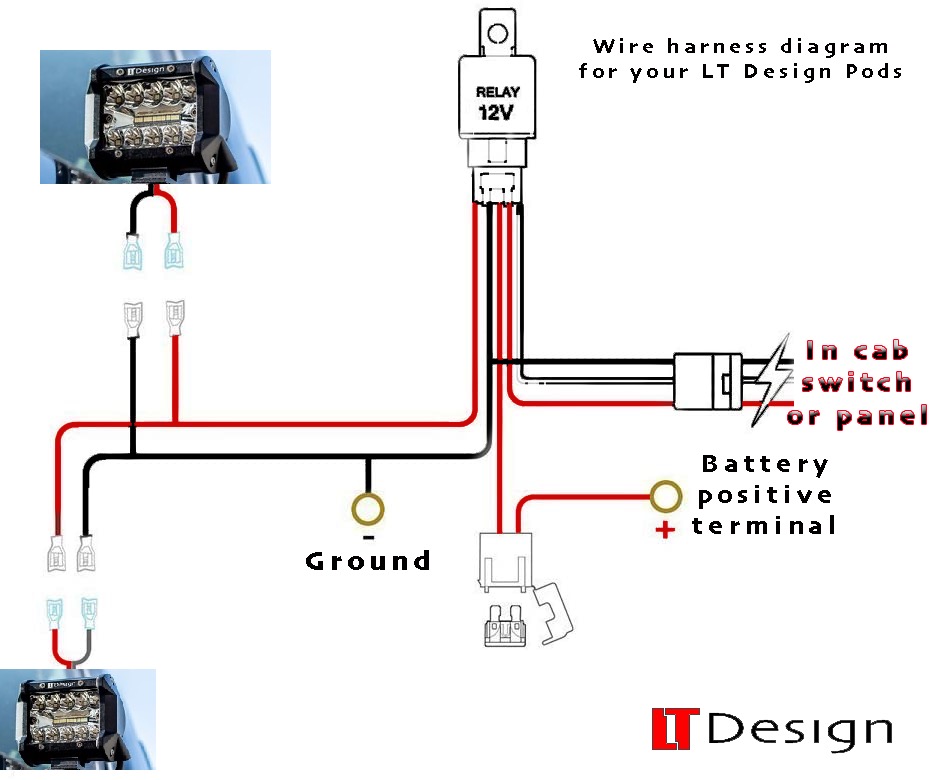 Wire harness diagram
for your LT Design Pods
LT Design
RELAY
12V
In cab
switch
or panel
Battery
positive
terminal
+
-
Ground
LT Design
LT Design